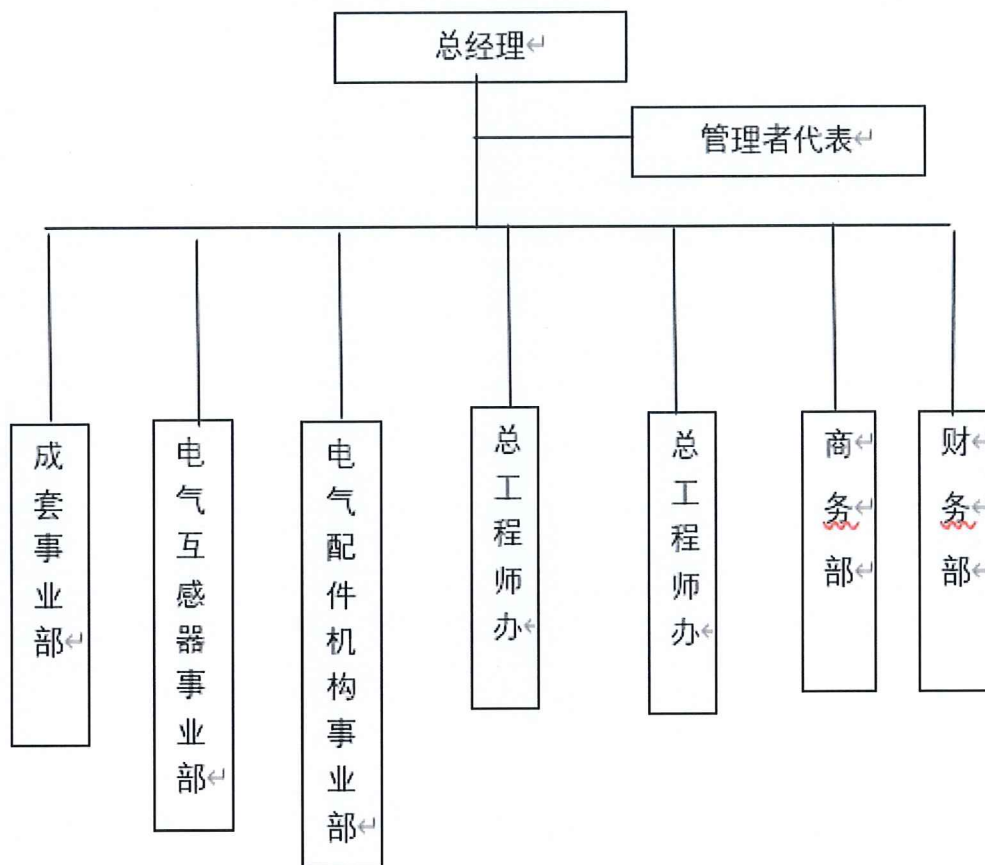 总经理
管理者代表
成套事业部
电气互感器事业部
电气配件机构事业部
总工程师办
总工程师办
商务部
财务部